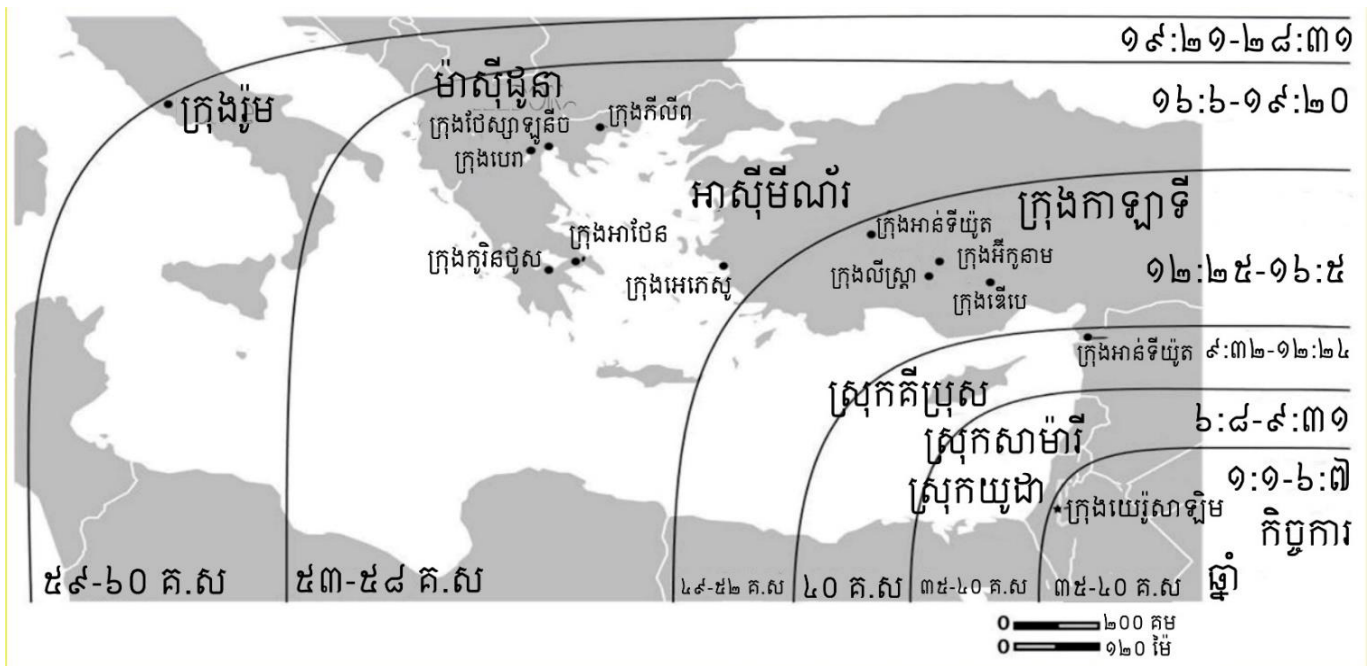 ១៩:២១-២៨:៣១
១៦:៦-១៩:២០
ម៉ាស៊ីដូនា
ក្រុងរ៉ូម
ក្រុងភីលីព
ក្រុងថែស្សាឡូនីច
ក្រុងបេរា
អាស៊ីមីណ័រ
ក្រុងកាឡាទី
ក្រុងអាន់ទីយ៉ូត
ក្រុងអាថែន
ក្រុងកូរិនថូស
ក្រុងអ៊ីកូនាម
ក្រុងលីស្ត្រា
១២:២៥-១៦:៥
ក្រុងអេភេសូ
ក្រុងឌើបេ
ក្រុងអាន់ទីយ៉ូត
៩:៣២-១២:២៤
ស្រុកគីប្រុស
៦:៨-៩:៣១
ស្រុកសាម៉ារី
ស្រុកយូដា
១:១-៦:៧
ក្រុងយេរ៉ូសាឡិម
កិច្ចការ
ឆ្នាំ
៥៩-៦០ គ.ស
៥៣-៥៨ គ.ស
៤៩-៥២ គ.ស
៤០ គ.ស
៣៥-៤០ គ.ស
៣៥-៤០ គ.ស
0 ២០០ គម
0 ១២០ ម៉ៃ